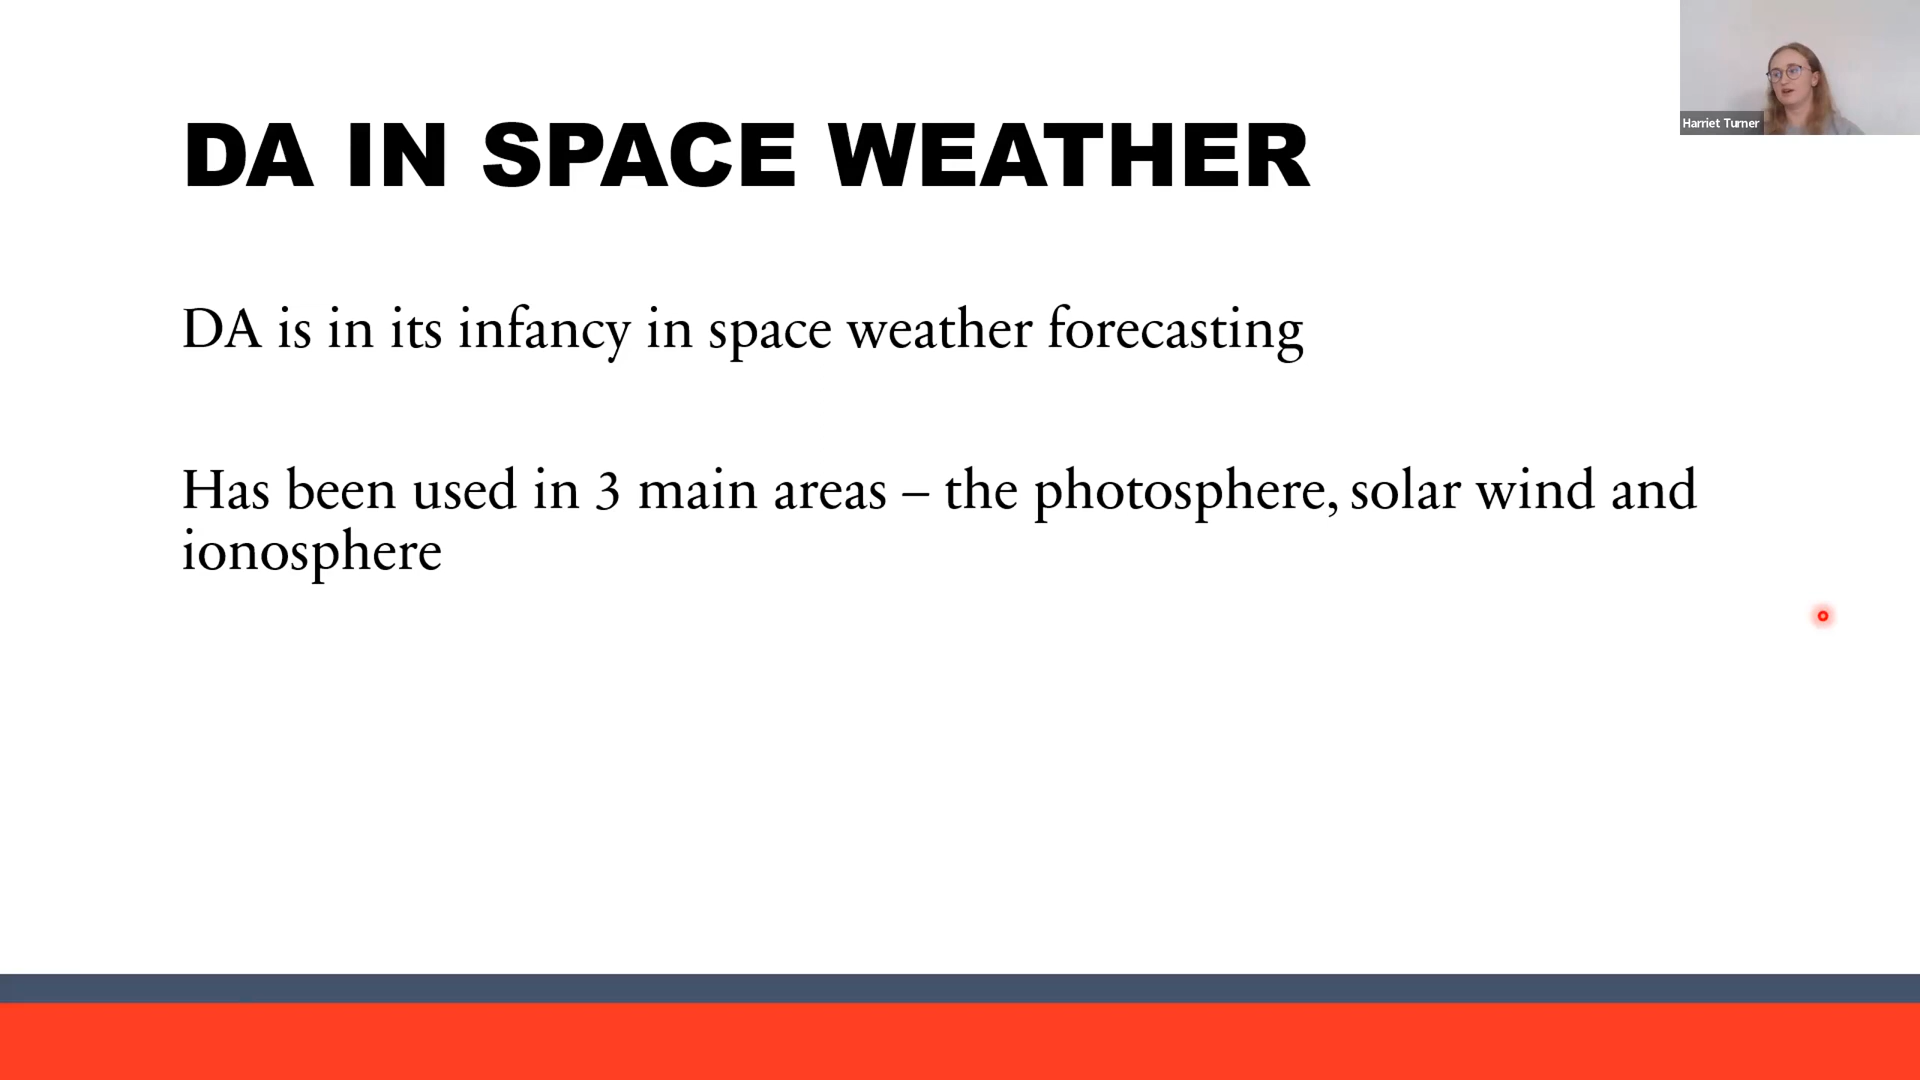 Harriet Turner
DA IN SPACE WEATHER
DA is in its infancy in space weather forecasting
Has been used in 3 main areas – the photosphere, solar wind and
ionosphere